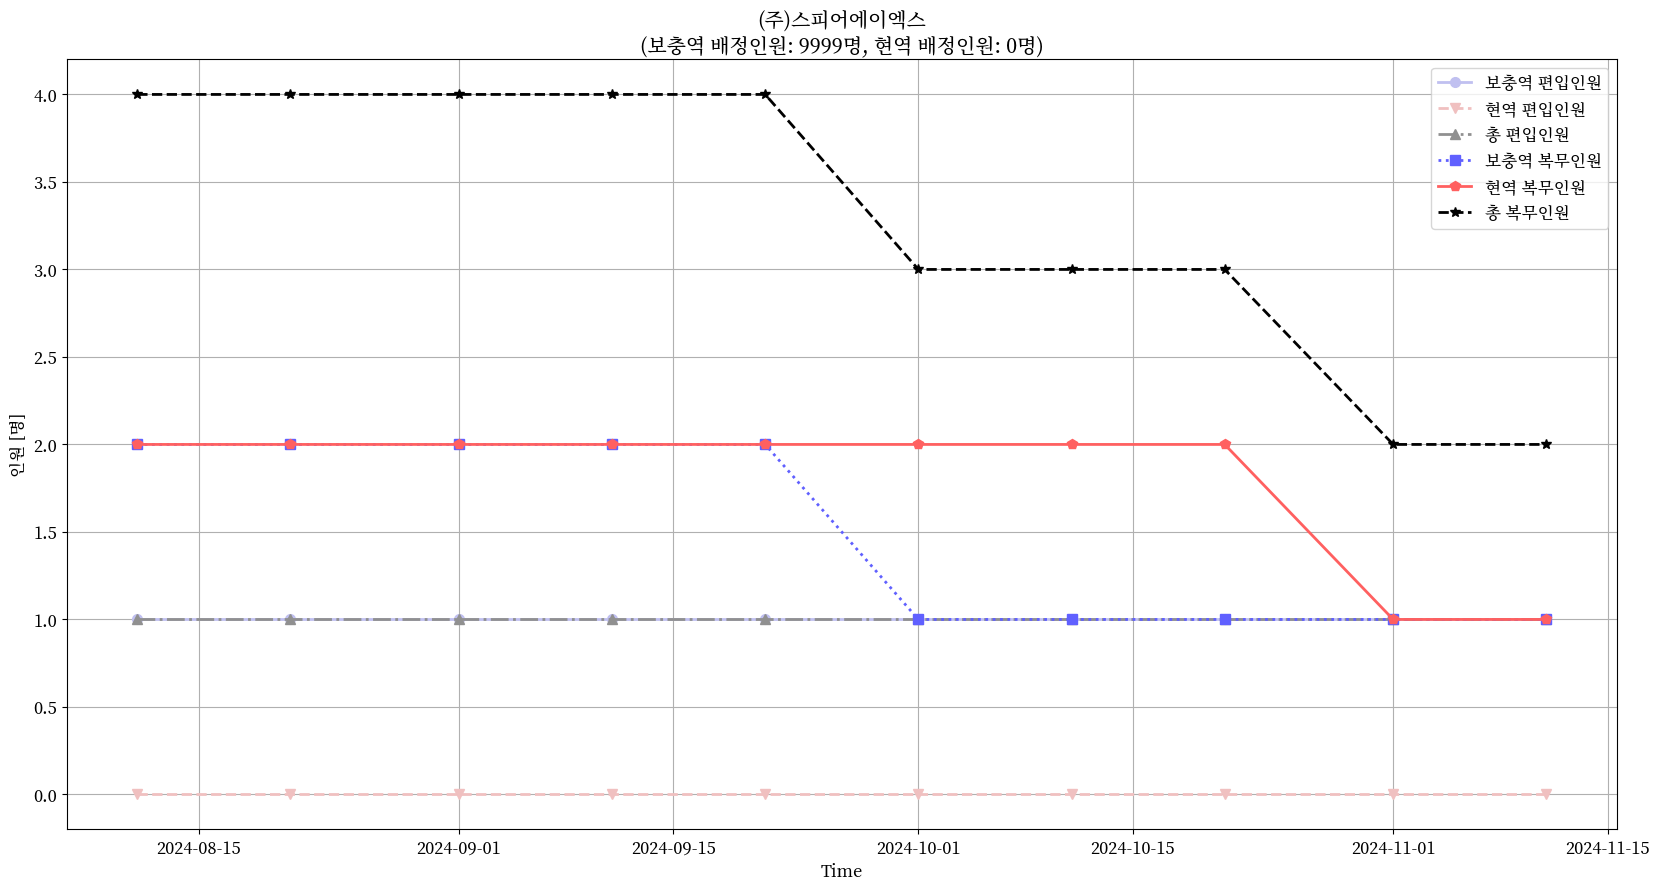 (주)스피어에이엑스
(보충역 배정인원: 9999명, 현역 배정인원: 0명)
보충역 편입인원
현역 편입인원
총 편입인원
보충역 복무인원
현역 복무인원
총 복무인원
인원 [명]
4.0
3.5
3.0
2.5
2.0
1.5
1.0
0.5
0.0
2024-08-15 2024-09-01 2024-09-15 2024-10-01 2024-10-15 2024-11-01 2024-11-15
Time